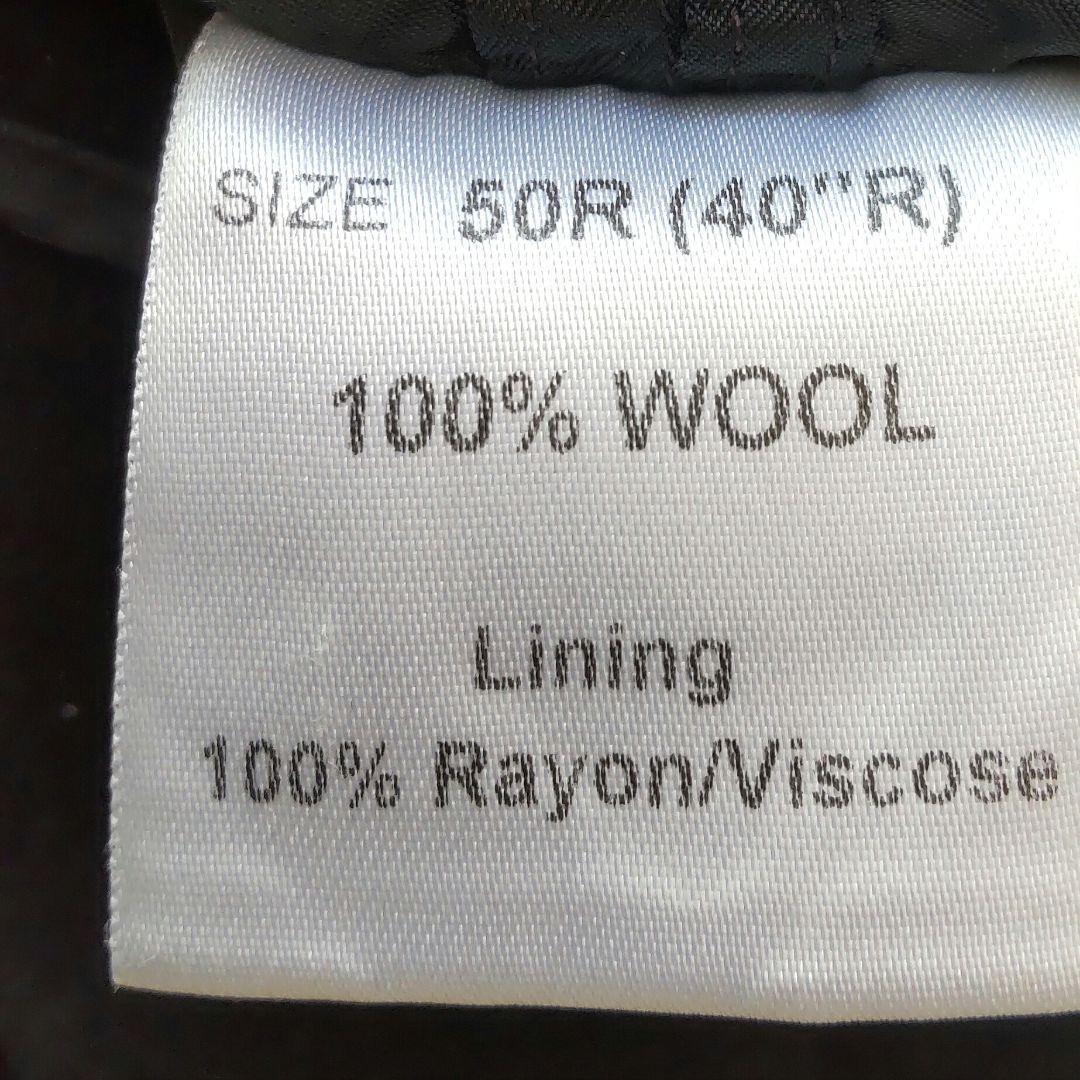 SIZE 50R (40"R)
100% WOOL
Lining
100% Rayon/Viscose